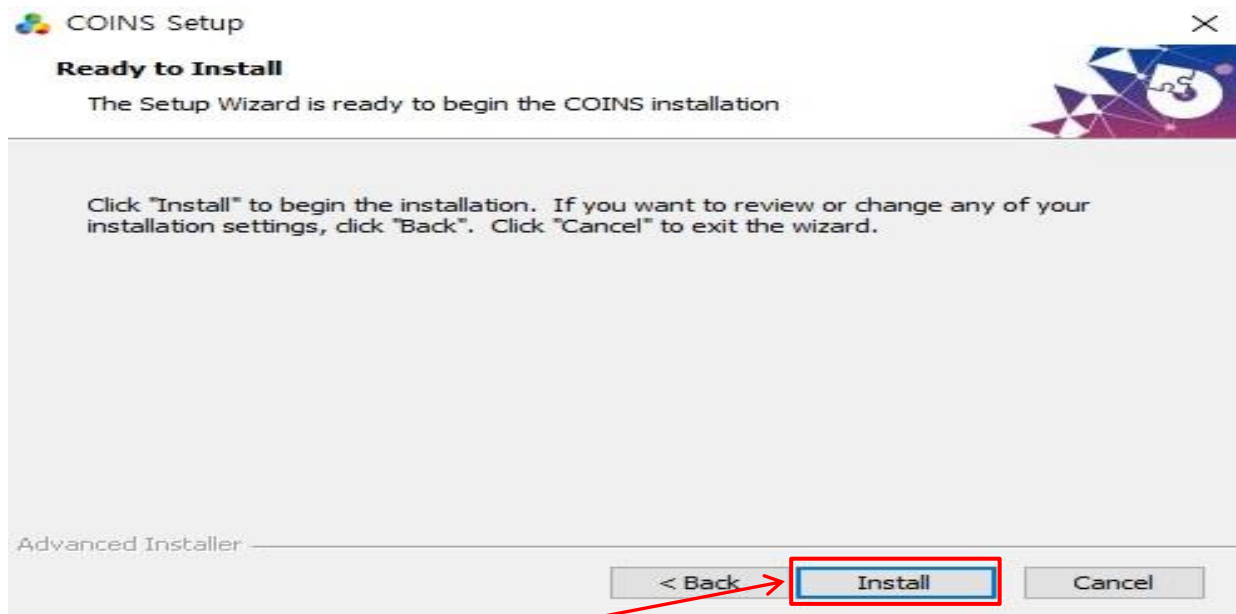 COINS Setup
Ready to Install
The Setup Wizard is ready to begin the COINS installation
Click "Install" to begin the installation. If you want to review or change any of your
installation settings, click "Back". Click "Cancel" to exit the wizard.
Advanced Installer
< Back
Install
Cancel